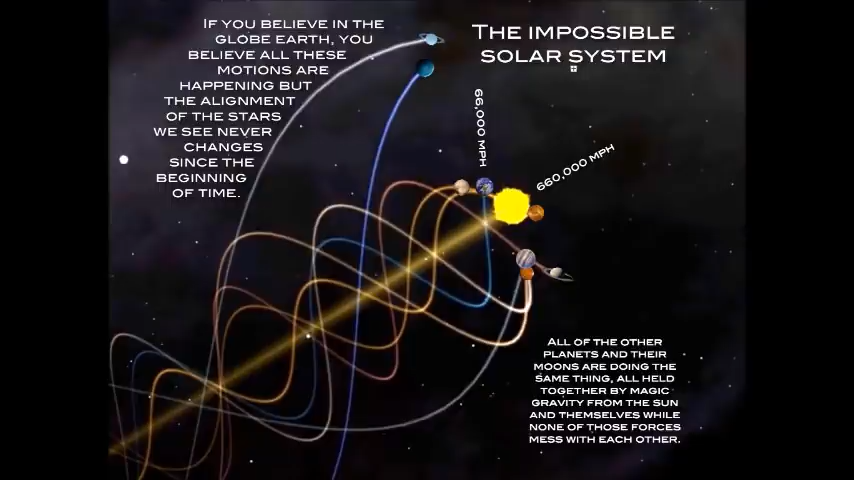 IF YOU BELIEVE IN THE
GLOBE EARTH, YOU
BELIEVE ALL THESE
MOTIONS ARE
HAPPENING BUT
THE ALIGNMENT
OF THE STARS
WE SEE NEVER
CHANGES
SINCE THE
BEGINNING
OF TIME.
THE IMPOSSIBLE
SOLAR SYSTEM
66,000 MPH
660,000 MPH
ALL OF THE OTHER
PLANETS AND THEIR
MOONS ARE DOING THE
SAME THING, ALL HELD
TOGETHER BY MAGIC
GRAVITY FROM THE SUN
AND THEMSELVES WHILE
NONE OF THOSE FORCES
MESS WITH EACH OTHER.